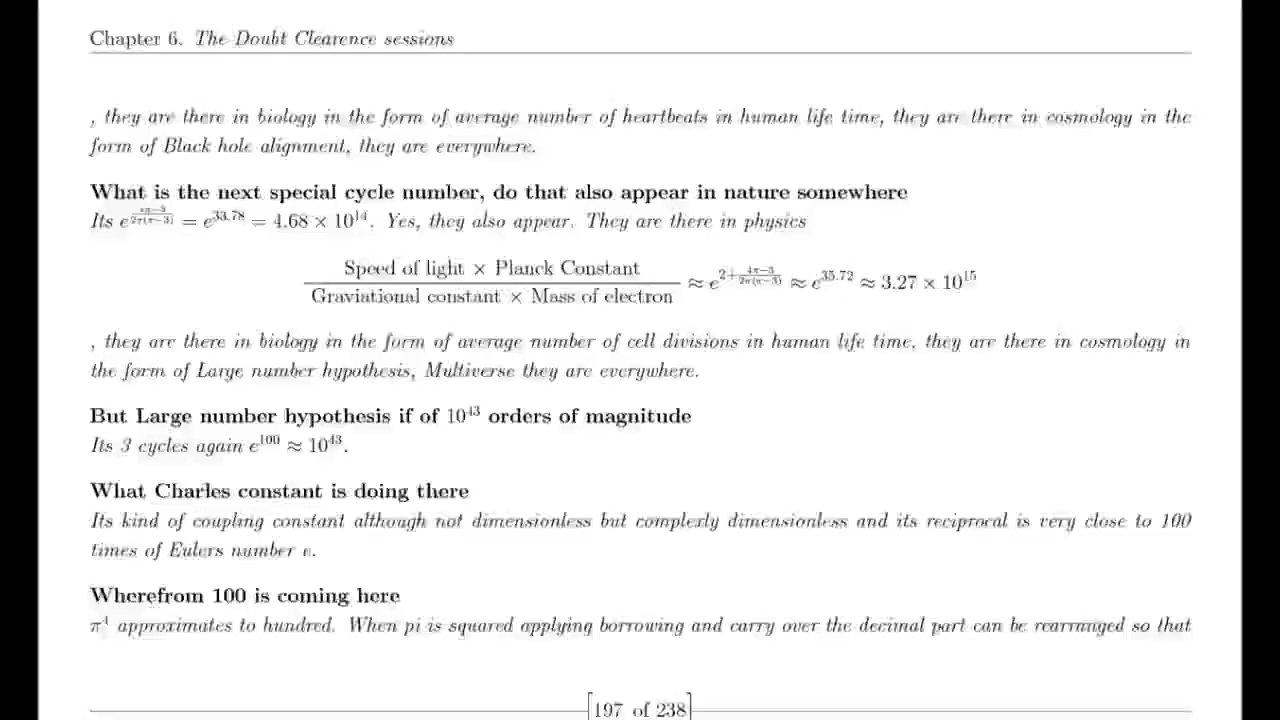 Chapter 6. The Doubt Clearence sessions
, they are there in biology in the form of average number of heartbeats in human life time, they are there in cosmology in the
form of Black hole alignment, they are everywhere.
What is the next special cycle number, do that also appear in nature somewhere
Its e^{π−3 / 2π(π−3)} = e^{33.78} = 4.68 × 10^{14}. Yes, they also appear. They are there in physics
Speed of light × Planck Constant
Graviational constant × Mass of electron
≈ e^{2+ 4π−3 / 2π(π−3)} ≈ e^{35.72} ≈ 3.27 × 10^{15}
, they are there in biology in the form of average number of cell divisions in human life time, they are there in cosmology in
the form of Large number hypothesis, Multiverse they are everywhere.
But Large number hypothesis if of 10^{43} orders of magnitude
Its 3 cycles again e^{100} ≈ 10^{43}.
What Charles constant is doing there
Its kind of coupling constant although not dimensionless but complexly dimensionless and its reciprocal is very close to 100
times of Eulers number e.
Wherefrom 100 is coming here
π^4 approximates to hundred. When pi is squared applying borrowing and carry over the decimal part can be rearranged so that
[197 of 238]